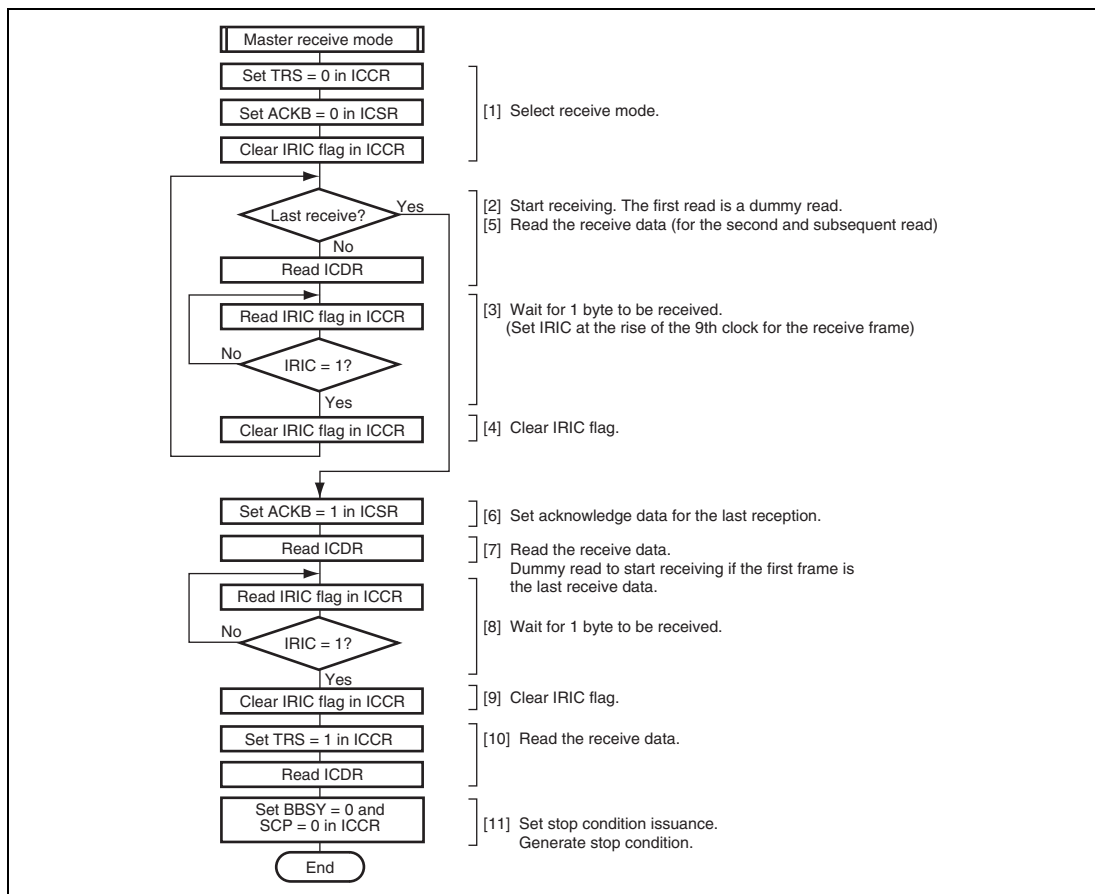 Master receive mode
Set TRS = 0 in ICCR
Set ACKB = 0 in ICSR
[1] Select receive mode.
Clear IRIC flag in ICCR
Last receive?
Yes
No
[2] Start receiving. The first read is a dummy read.
[5] Read the receive data (for the second and subsequent read)
Read ICDR
Read IRIC flag in ICCR
[3] Wait for 1 byte to be received.
(Set IRIC at the rise of the 9th clock for the receive frame)
No
IRIC = 1?
Yes
Clear IRIC flag in ICCR
[4] Clear IRIC flag.
Set ACKB = 1 in ICSR
[6] Set acknowledge data for the last reception.
Read ICDR
[7] Read the receive data.
Dummy read to start receiving if the first frame is
the last receive data.
Read IRIC flag in ICCR
No
IRIC = 1?
[8] Wait for 1 byte to be received.
Yes
Clear IRIC flag in ICCR
[9] Clear IRIC flag.
Set TRS = 1 in ICCR
[10] Read the receive data.
Read ICDR
Set BBSY = 0 and
SCP = 0 in ICCR
[11] Set stop condition issuance.
Generate stop condition.
End